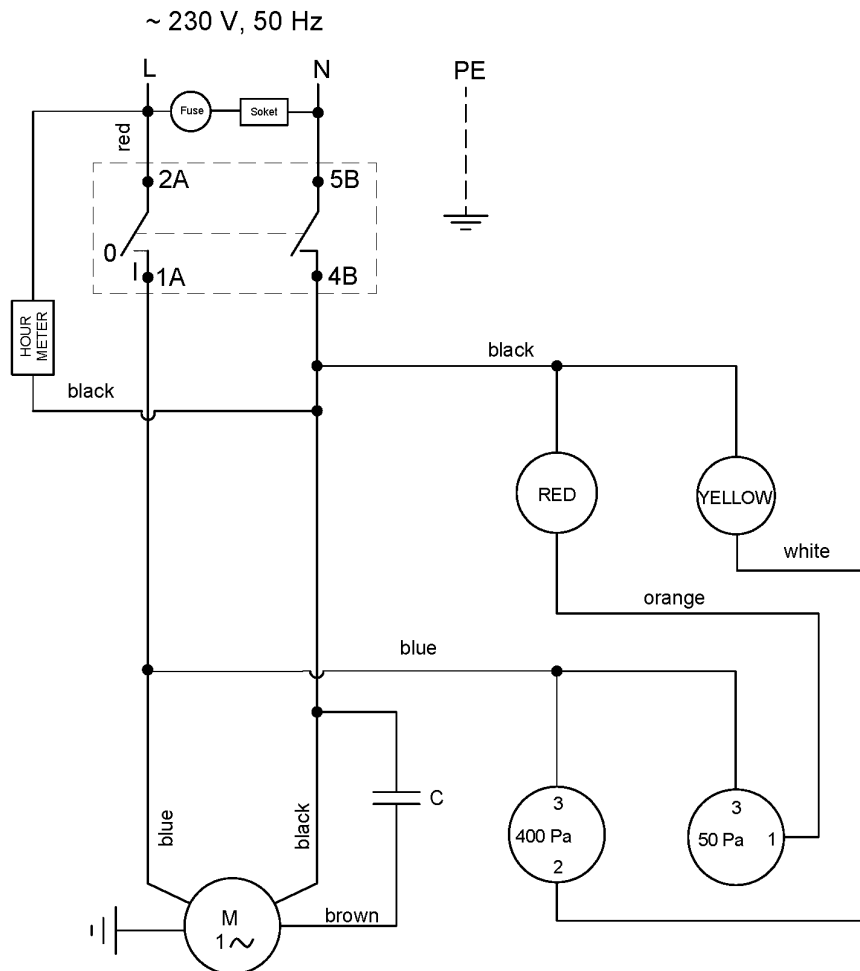 ~ 230 V, 50 Hz
L
N
PE
Fuse
Soket
red
2A
5B
0
I
1A
4B
HOUR
METER
black
black
RED
YELLOW
white
orange
blue
C
blue
black
3
400 Pa
2
3
50 Pa
1
M
1~
brown